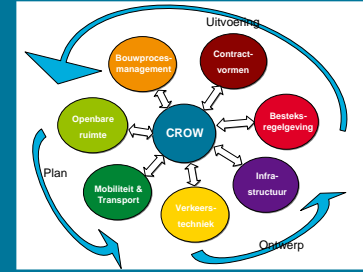 Uitvoering
Bouwproces-
management
Contract-
vormen
Openbare
ruimte
CROW
Besteks-
regelgeving
Plan
Mobiliteit &
Transport
Infra-
structuur
Verkeers-
techniek
Ontwerp